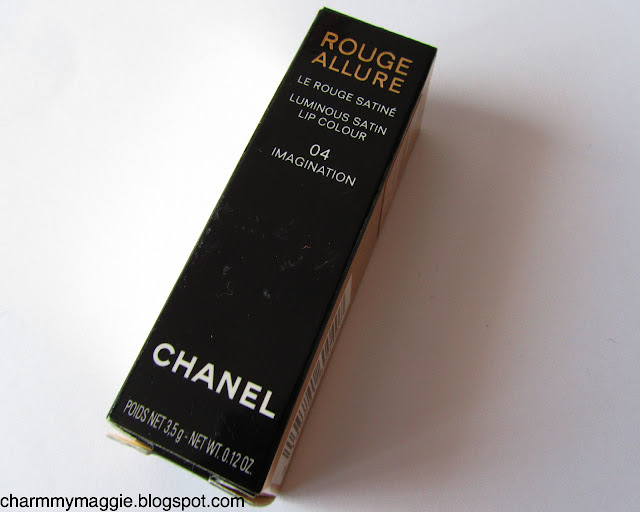 ROUGE
ALLURE
LE ROUGE SATINÉ
LUMINOUS SATIN
LIP COLOUR
04
IMAGINATION
CHANEL
POIDS NET 3,5 g - NET WT. 0.12 OZ.
charmmymaggie.blogspot.com